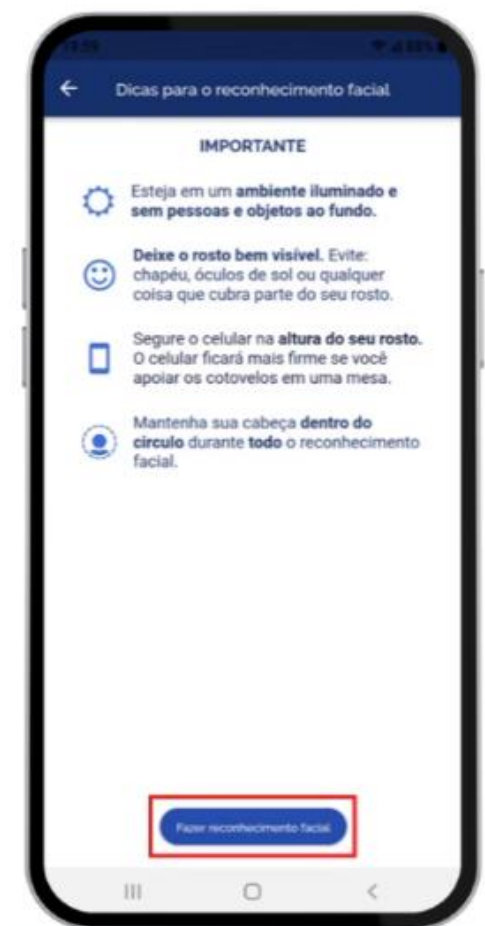 13:59
Dicas para o reconhecimento facial
IMPORTANTE
Esteja em um ambiente iluminado e
sem pessoas e objetos ao fundo.
Deixe o rosto bem visível. Evite:
chapéu, óculos de sol ou qualquer
coisa que cubra parte do seu rosto.
Segure o celular na altura do seu rosto.
O celular ficará mais firme se você
apoiar os cotovelos em uma mesa.
Mantenha sua cabeça dentro do
circulo durante todo o reconhecimento
facial.
Fazer reconhecimento facial